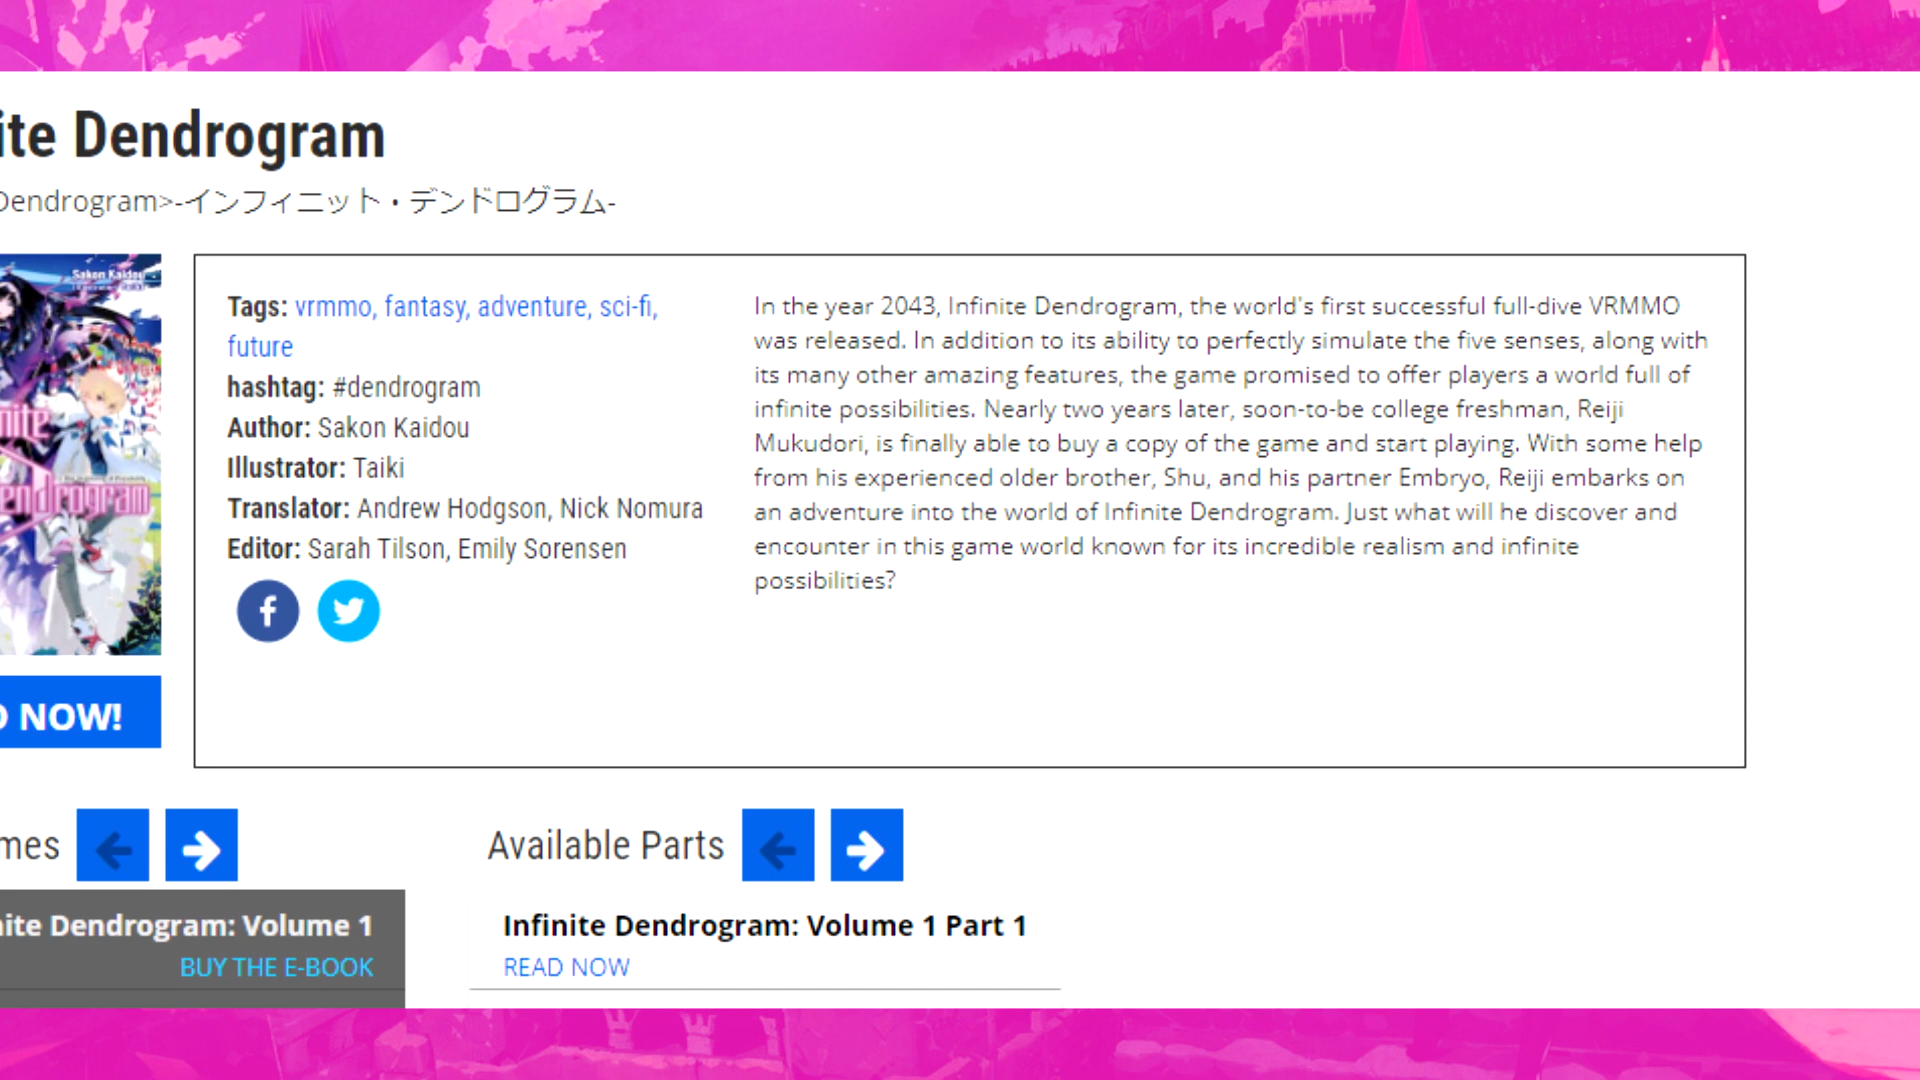 ite Dendrogram
Dendrogram>-インフィニット・デンドログラム-
Sakon Kaidou
Tags: vrmmo, fantasy, adventure, sci-fi,
future
hashtag: #dendrogram
Author: Sakon Kaidou
Illustrator: Taiki
Translator: Andrew Hodgson, Nick Nomura
Editor: Sarah Tilson, Emily Sorensen
In the year 2043, Infinite Dendrogram, the world's first successful full-dive VRMMO
was released. In addition to its ability to perfectly simulate the five senses, along with
its many other amazing features, the game promised to offer players a world full of
infinite possibilities. Nearly two years later, soon-to-be college freshman, Reiji
Mukudori, is finally able to buy a copy of the game and start playing. With some help
from his experienced older brother, Shu, and his partner Embryo, Reiji embarks on
an adventure into the world of Infinite Dendrogram. Just what will he discover and
encounter in this game world known for its incredible realism and infinite
possibilities?
nite
endrogram
D NOW!
mes
Available Parts
nite Dendrogram: Volume 1
BUY THE E-BOOK
Infinite Dendrogram: Volume 1 Part 1
READ NOW